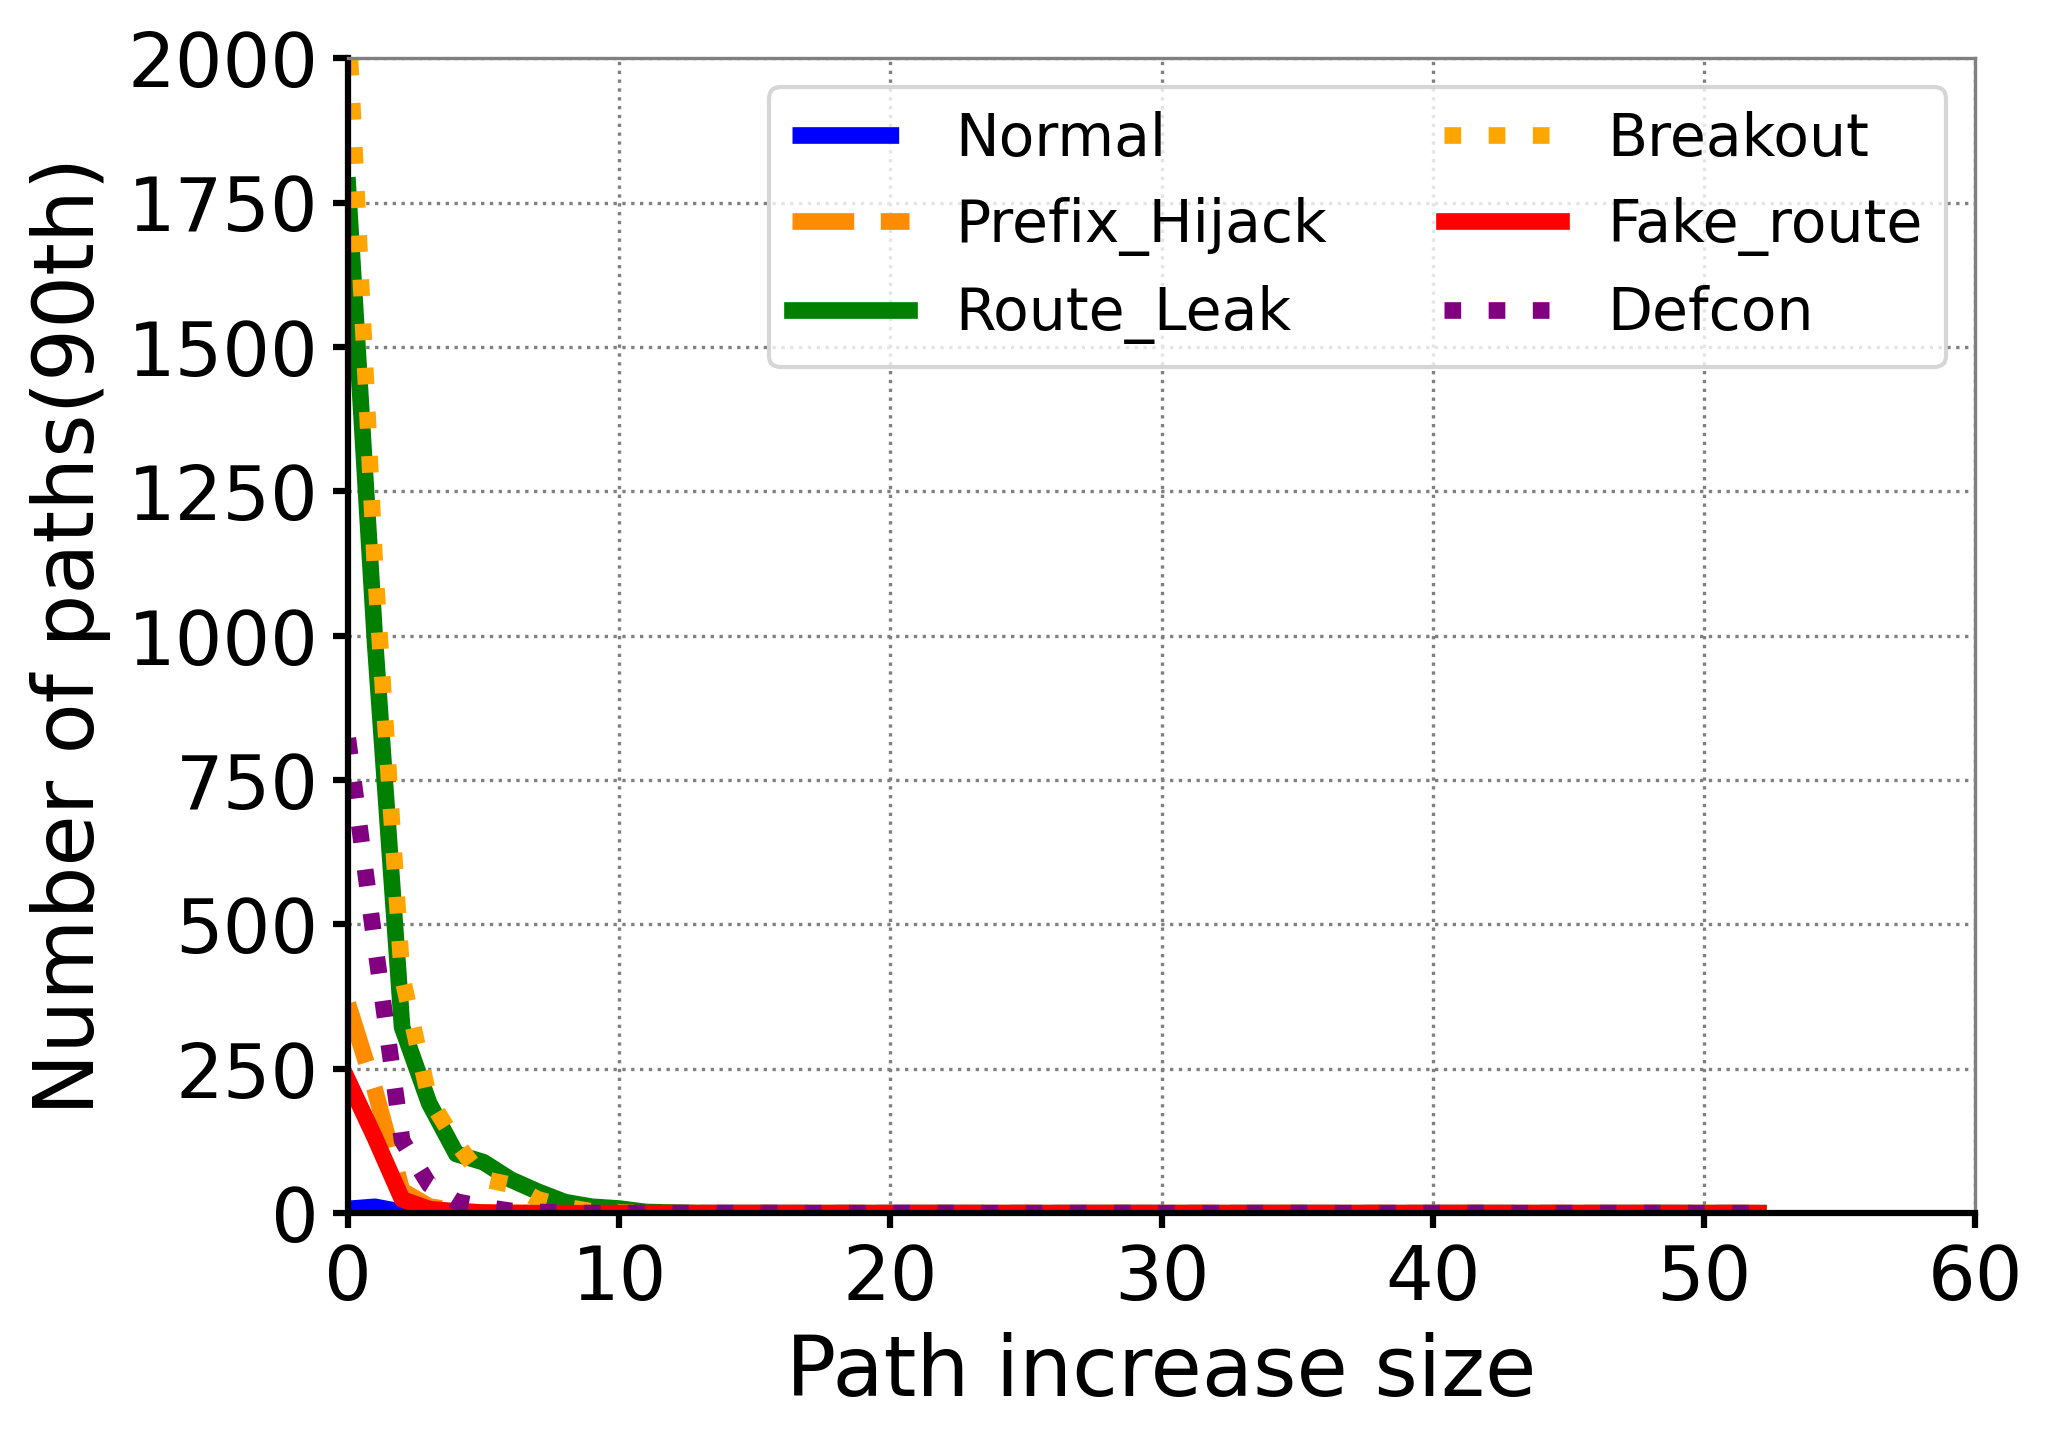 2000
1750
1500
1250
1000
750
500
250
0
Number of paths(90th)
Normal
Prefix_Hijack
Route_Leak
Breakout
Fake_route
Defcon
0 10 20 30 40 50 60
Path increase size